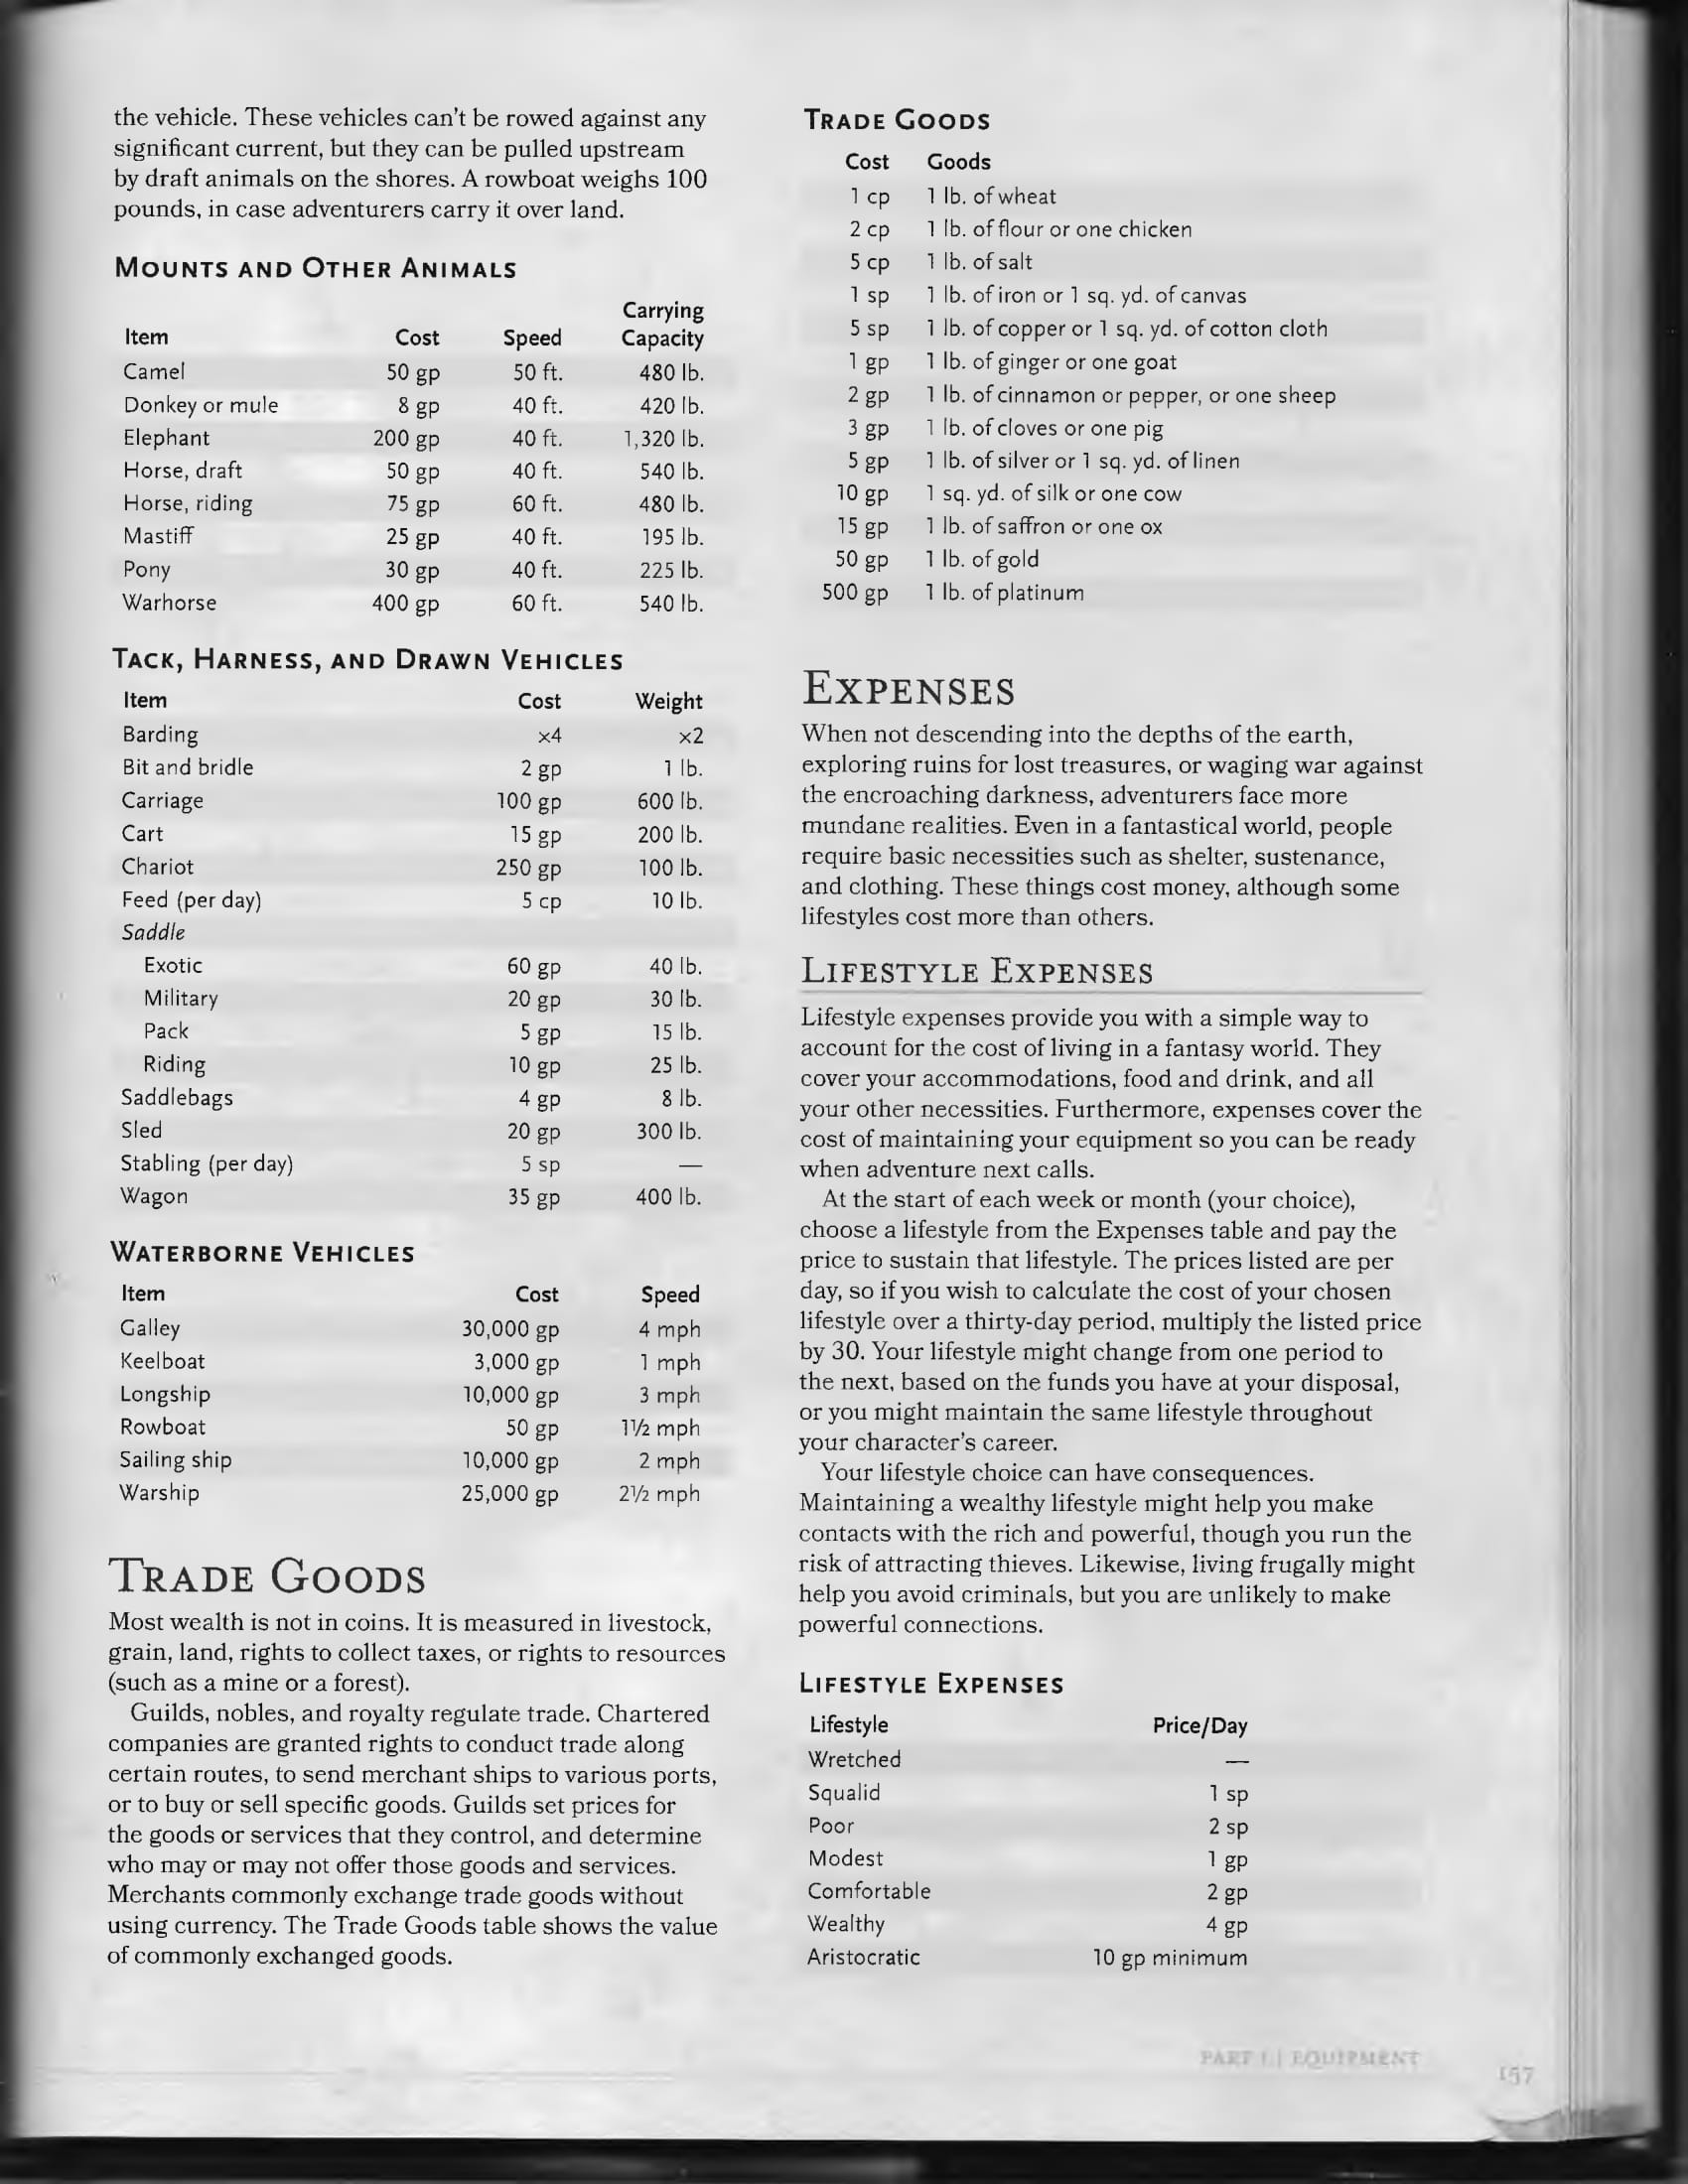 the vehicle. These vehicles can't be rowed against any
significant current, but they can be pulled upstream
by draft animals on the shores. A rowboat weighs 100
pounds, in case adventurers carry it over land.
MOUNTS AND OTHER ANIMALS
Carrying
Item Cost Speed Capacity
Camel 50 gp 50 ft. 480 lb.
Donkey or mule 8 gp 40 ft. 420 lb.
Elephant 200 gp 40 ft. 1,320 lb.
Horse, draft 50 gp 40 ft. 540 lb.
Horse, riding 75 gp 60 ft. 480 lb.
Mastiff 25 gp 40 ft. 195 lb.
Pony 30 gp 40 ft. 225 lb.
Warhorse 400 gp 60 ft. 540 lb.
TACK, HARNESS, AND DRAWN VEHICLES
Item Cost Weight
Barding x4 x2
Bit and bridle 2 gp 1 lb.
Carriage 100 gp 600 lb.
Cart 15 gp 200 lb.
Chariot 250 gp 100 lb.
Feed (per day) 5 cp 10 lb.
Saddle
Exotic 60 gp 40 lb.
Military 20 gp 30 lb.
Pack 5 gp 15 lb.
Riding 10 gp 25 lb.
Saddlebags 4 gp 8 lb.
Sled 20 gp 300 lb.
Stabling (per day) 5 sp —
Wagon 35 gp 400 lb.
WATERBORNE VEHICLES
Item Cost Speed
Galley 30,000 gp 4 mph
Keelboat 3,000 gp 1 mph
Longship 10,000 gp 3 mph
Rowboat 50 gp 1½ mph
Sailing ship 10,000 gp 2 mph
Warship 25,000 gp 2½ mph
TRADE GOODS
Most wealth is not in coins. It is measured in livestock,
grain, land, rights to collect taxes, or rights to resources
(such as a mine or a forest).
Guilds, nobles, and royalty regulate trade. Chartered
companies are granted rights to conduct trade along
certain routes, to send merchant ships to various ports,
or to buy or sell specific goods. Guilds set prices for
the goods or services that they control, and determine
who may or may not offer those goods and services.
Merchants commonly exchange trade goods without
using currency. The Trade Goods table shows the value
of commonly exchanged goods.
TRADE GOODS
Cost Goods
1 cp 1 lb. of wheat
2 cp 1 lb. of flour or one chicken
5 cp 1 lb. of salt
1 sp 1 lb. of iron or 1 sq. yd. of canvas
5 sp 1 lb. of copper or 1 sq. yd. of cotton cloth
1 gp 1 lb. of ginger or one goat
2 gp 1 lb. of cinnamon or pepper, or one sheep
3 gp 1 lb. of cloves or one pig
5 gp 1 lb. of silver or 1 sq. yd. of linen
10 gp 1 sq. yd. of silk or one cow
15 gp 1 lb. of saffron or one ox
50 gp 1 lb. of gold
500 gp 1 lb. of platinum
EXPENSES
When not descending into the depths of the earth,
exploring ruins for lost treasures, or waging war against
the encroaching darkness, adventurers face more
mundane realities. Even in a fantastical world, people
require basic necessities such as shelter, sustenance,
and clothing. These things cost money, although some
lifestyles cost more than others.
LIFESTYLE EXPENSES
Lifestyle expenses provide you with a simple way to
account for the cost of living in a fantasy world. They
cover your accommodations, food and drink, and all
your other necessities. Furthermore, expenses cover the
cost of maintaining your equipment so you can be ready
when adventure next calls.
At the start of each week or month (your choice),
choose a lifestyle from the Expenses table and pay the
price to sustain that lifestyle. The prices listed are per
day, so if you wish to calculate the cost of your chosen
lifestyle over a thirty-day period, multiply the listed price
by 30. Your lifestyle might change from one period to
the next, based on the funds you have at your disposal,
or you might maintain the same lifestyle throughout
your character's career.
Your lifestyle choice can have consequences.
Maintaining a wealthy lifestyle might help you make
contacts with the rich and powerful, though you run the
risk of attracting thieves. Likewise, living frugally might
help you avoid criminals, but you are unlikely to make
powerful connections.
LIFESTYLE EXPENSES
Lifestyle Price/Day
Wretched —
Squalid 1 sp
Poor 2 sp
Modest 1 gp
Comfortable 2 gp
Wealthy 4 gp
Aristocratic 10 gp minimum
PART 1 | EQUIPMENT
157